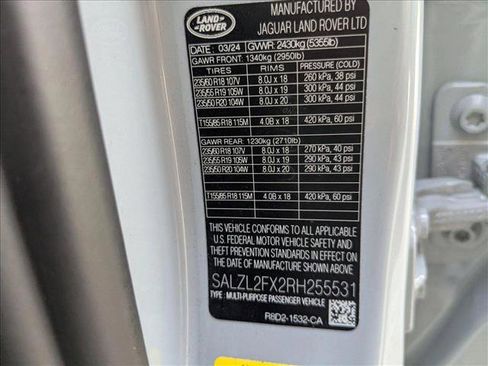 LAND
ROVER
MANUFACTURED BY
JAGUAR LAND ROVER LTD
DATE : 03/24 GVWR: 2430kg (5355lb)
GAWR FRONT: 1340kg (2950lb)
TIRES RIMS PRESSURE (COLD)
235/60 R18 107V 8.0J x 18 260 kPa, 38 psi
235/55 R19 105W 8.0J x 19 300 kPa, 44 psi
235/50 R20 104W 8.0J x 20 300 kPa, 44 psi
T155/85 R18 115M 4.0B x 18 420 kPa, 60 psi
GAWR REAR: 1230kg (2710lb)
235/60 R18 107V 8.0J x 18 270 kPa, 40 psi
235/55 R19 105W 8.0J x 19 290 kPa, 43 psi
235/50 R20 104W 8.0J x 20 290 kPa, 43 psi
T155/85 R18 115M 4.0B x 18 420 kPa, 60 psi
THIS VEHICLE CONFORMS TO ALL APPLICABLE
U.S. FEDERAL MOTOR VEHICLE SAFETY AND
THEFT PREVENTION STANDARDS IN EFFECT ON
THE DATE OF MANUFACTURE SHOWN ABOVE
SALZL2FX2RH255531
TYPE : MULTI-PURPOSE PASSENGER VEHICLE
R8D2-1532-CA